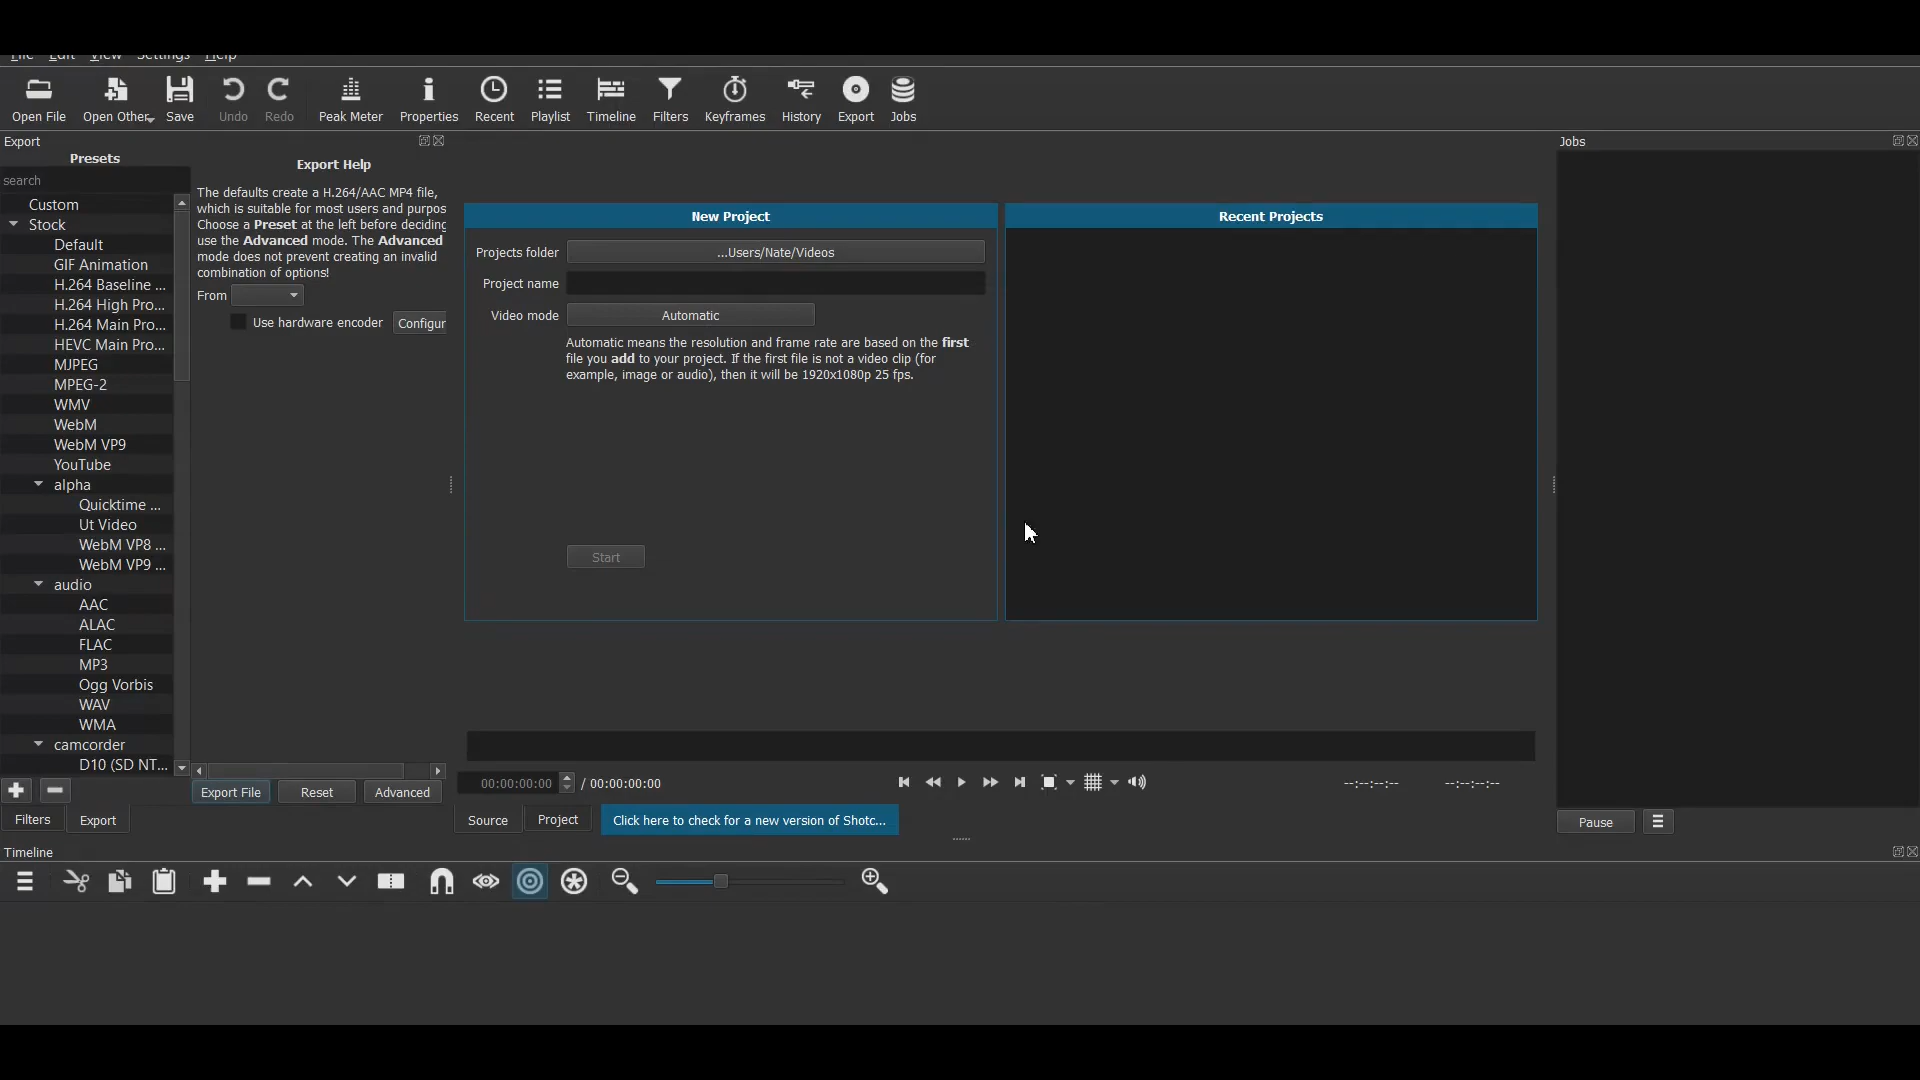 File Edit View Settings Help
Open File Open Other Save Undo Redo Peak Meter Properties Recent Playlist Timeline Filters Keyframes History Export Jobs
Export
Presets
search
Custom
Stock
Default
GIF Animation
H.264 Baseline ...
H.264 High Pro...
H.264 Main Pro...
HEVC Main Pro...
MJPEG
MPEG-2
WMV
WebM
WebM VP9
YouTube
alpha
Quicktime ...
Ut Video
WebM VP8 ...
WebM VP9 ...
audio
AAC
ALAC
FLAC
MP3
Ogg Vorbis
WAV
WMA
camcorder
D10 (SD NT...
Export Help
The defaults create a H.264/AAC MP4 file,
which is suitable for most users and purpos
Choose a Preset at the left before deciding
use the Advanced mode. The Advanced
mode does not prevent creating an invalid
combination of options!
From
Use hardware encoder Configur
Export File Reset Advanced
Filters Export
New Project
Projects folder ...Users/Nate/Videos
Project name
Video mode Automatic
Automatic means the resolution and frame rate are based on the first
file you add to your project. If the first file is not a video clip (for
example, image or audio), then it will be 1920x1080p 25 fps.
Start
Recent Projects
00:00:00:00 / 00:00:00:00 --:--:--:-- --:--:--:--
Source Project Click here to check for a new version of Shotc...
Jobs
Pause
Timeline